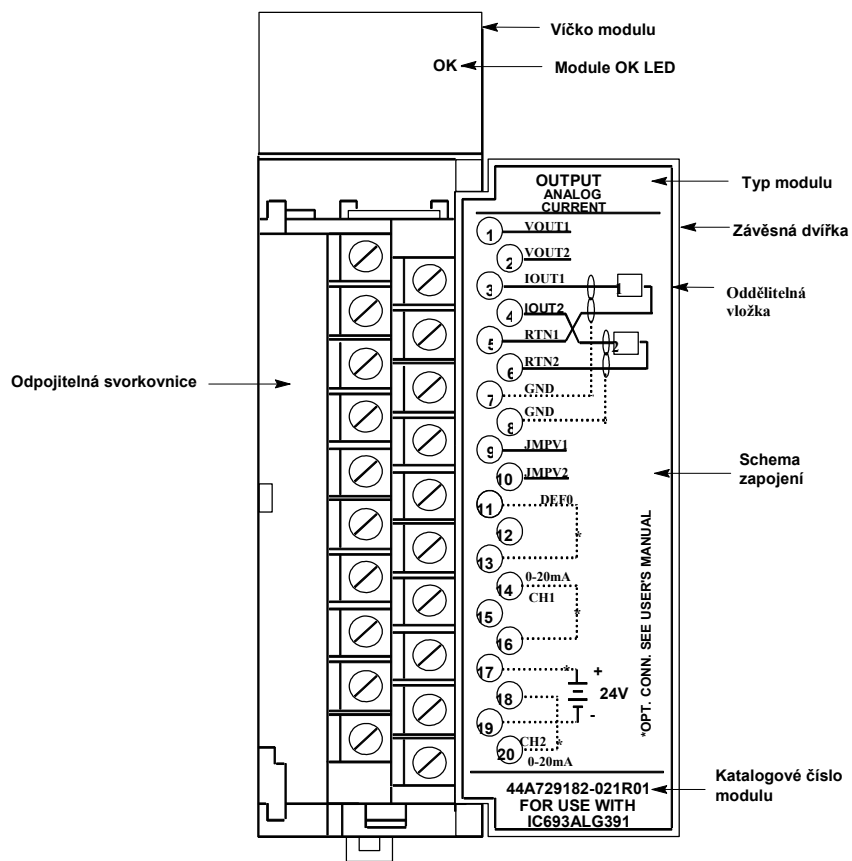 Víčko modulu
OK
Module OK LED
OUTPUT
ANALOG
CURRENT
Typ modulu
1 VOUT1
Závěsná dvířka
2 VOUT2
3 IOUT1
1
Oddělitelná
vložka
4 IOUT2
5 RTN1
2
6 RTN2
Odpojitelná svorkovnice
7 GND
8 GND
9 JMPV1
Schema
zapojení
10 JMPV2
11 DEF0
12
*
13
14 0-20mA
CH1
15
*
16
17 * +
18
24V
19 -
20 CH2 *
0-20mA
*OPT. CONN. SEE USER'S MANUAL
44A729182-021R01
FOR USE WITH
IC693ALG391
Katalogové číslo
modulu